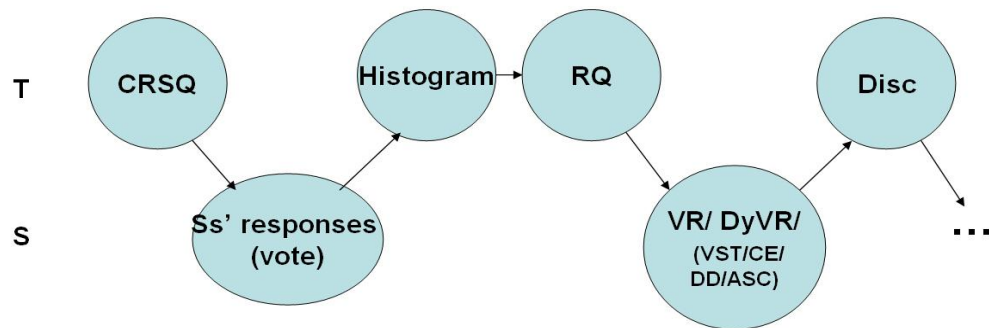 T
CRSQ
Histogram
RQ
Disc
S
Ss’ responses
(vote)
VR/ DyVR/
(VST/CE/
DD/ASC)
...